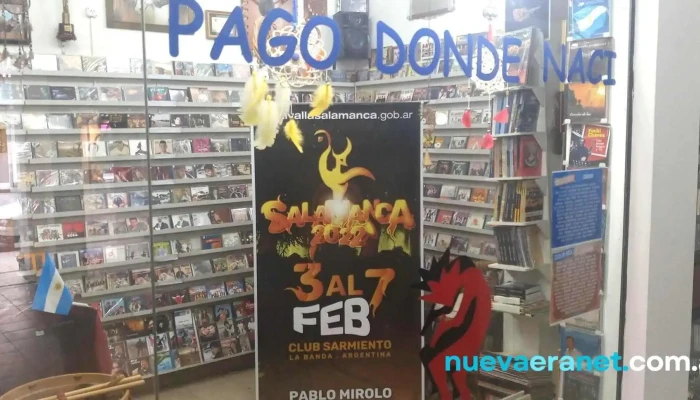 PAGO DONDE NACI
vallasalamanca.gob.ar
SALAMANCA
2022
3 AL 7
FEB
CLUB SARMIENTO
LA BANDA - ARGENTINA
PABLO MIROLO
nuevaeranet.com.